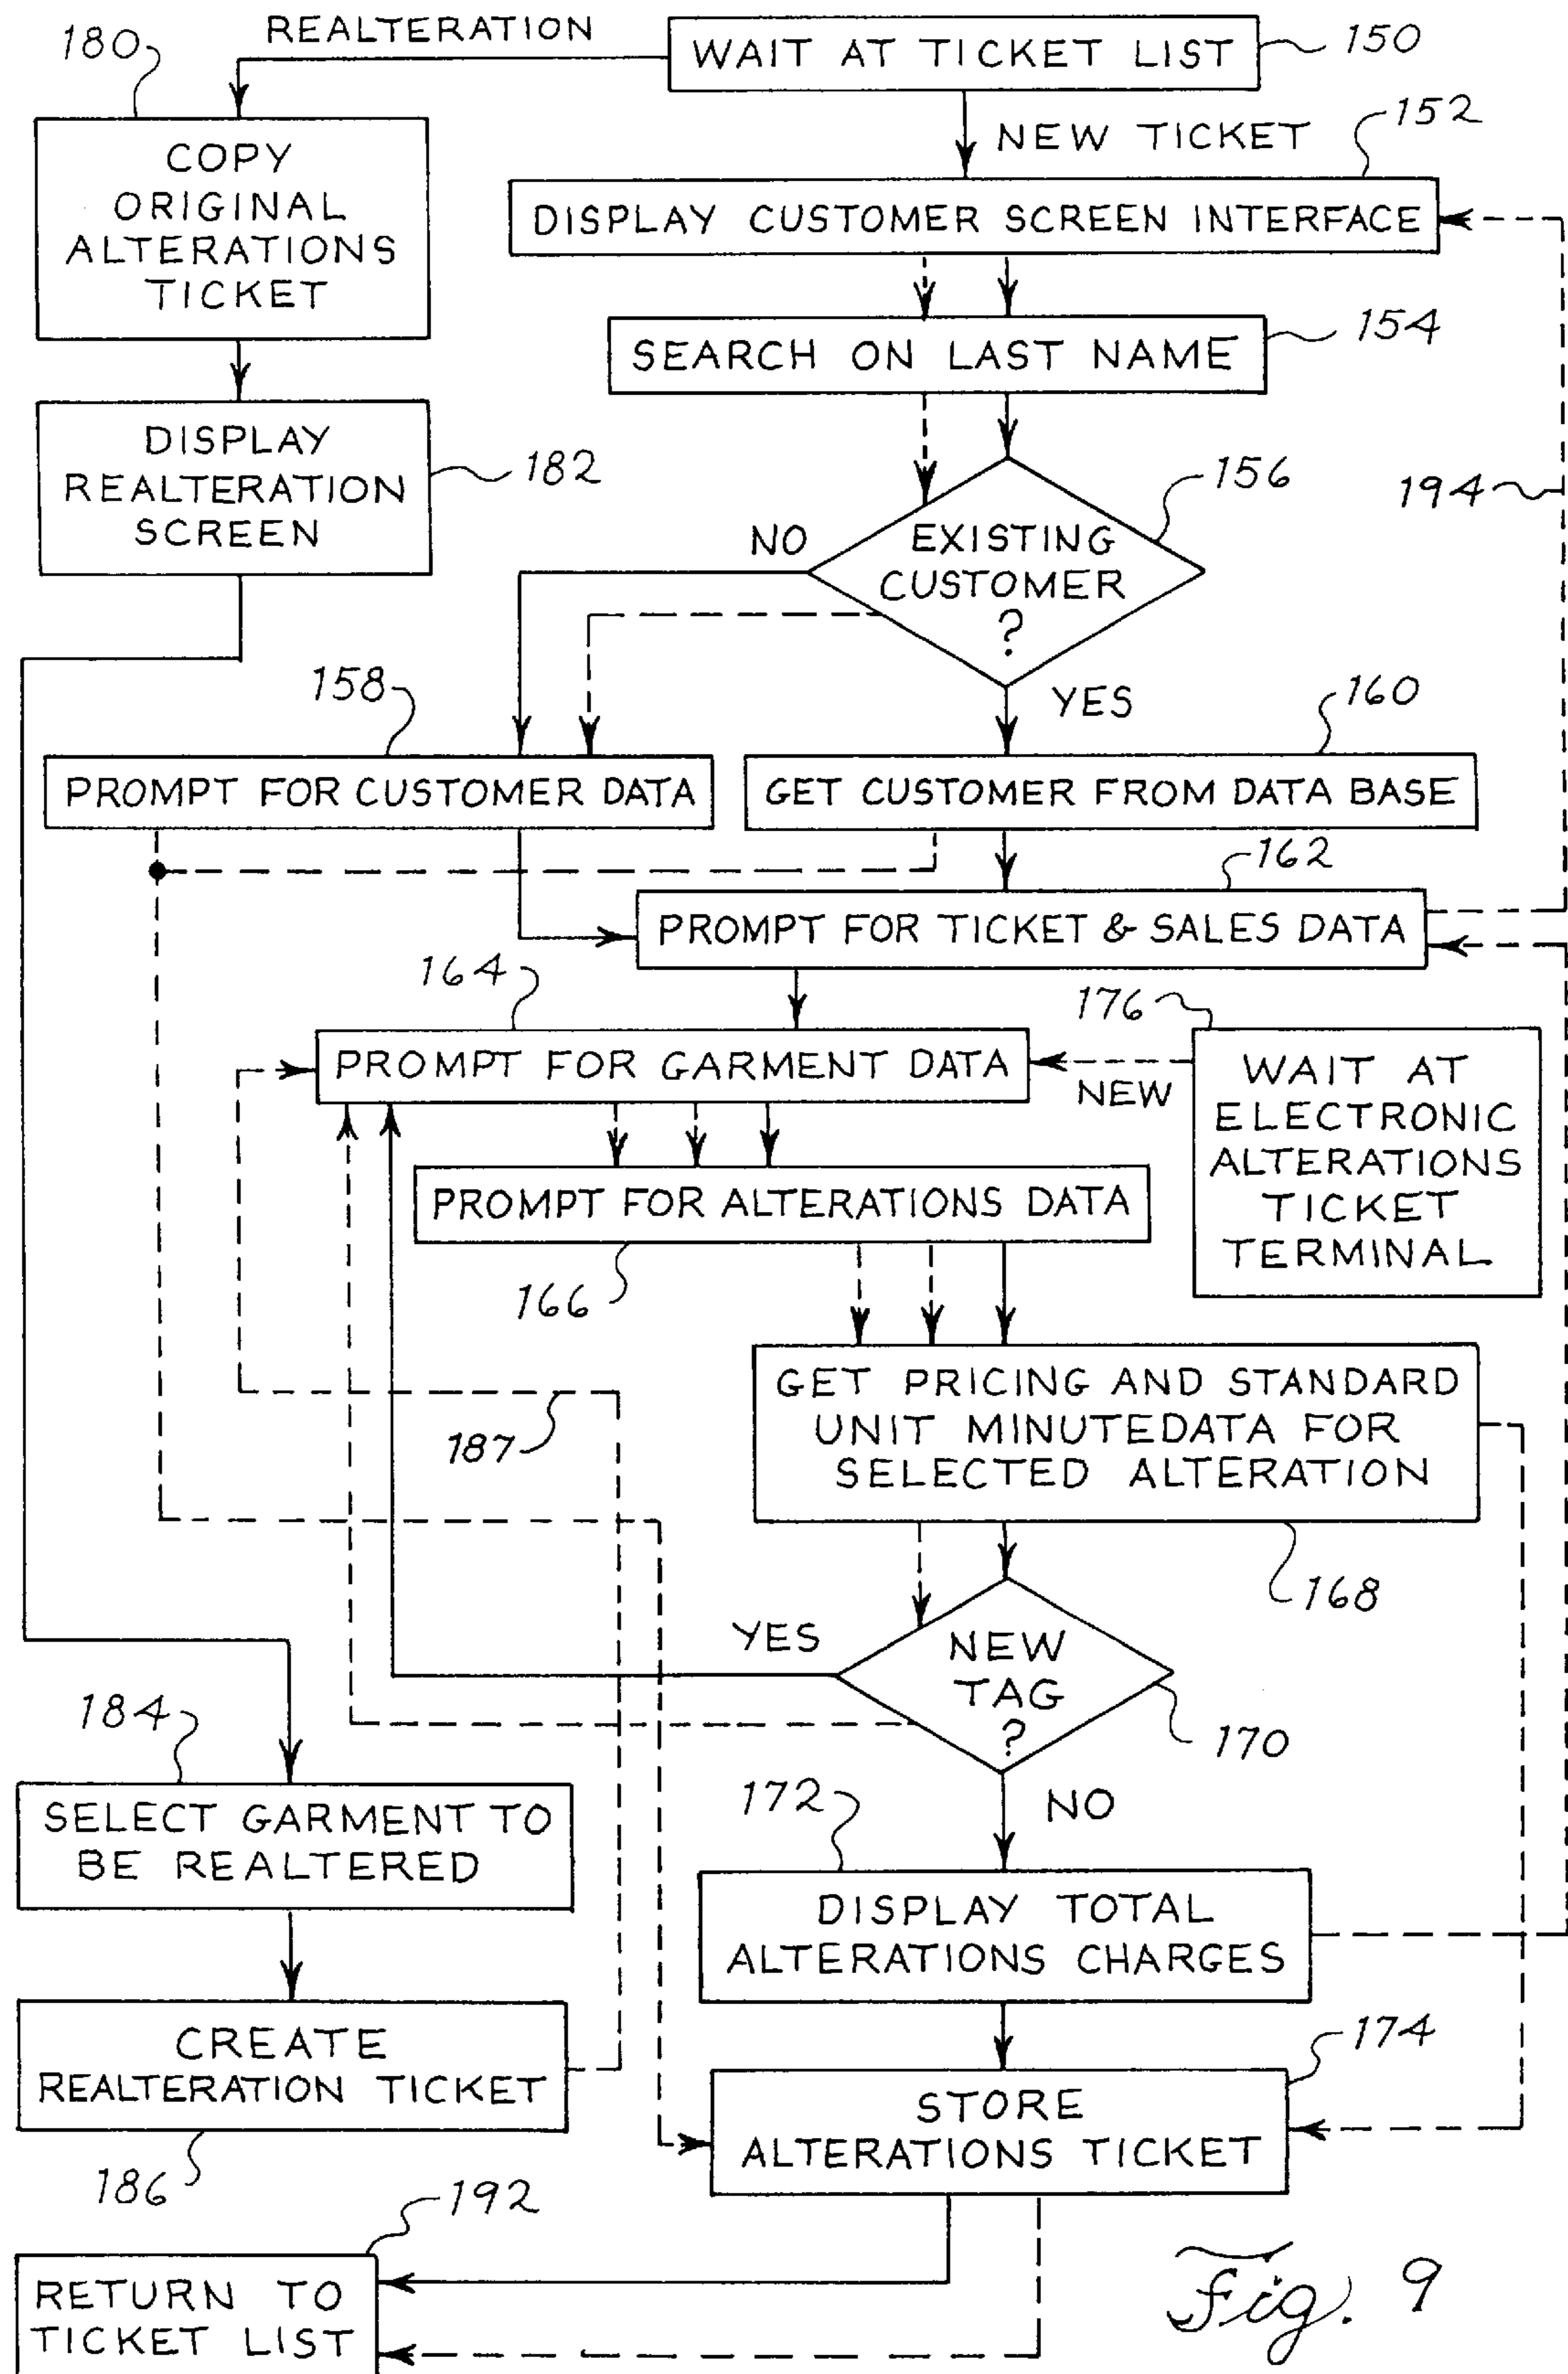 180
REALTERATION
WAIT AT TICKET LIST
150
COPY
ORIGINAL
ALTERATIONS
TICKET
NEW TICKET
152
DISPLAY CUSTOMER SCREEN INTERFACE
SEARCH ON LAST NAME
154
DISPLAY
REALTERATION
SCREEN
182
156
194
NO
EXISTING
CUSTOMER
?
158
YES
160
PROMPT FOR CUSTOMER DATA
GET CUSTOMER FROM DATA BASE
162
PROMPT FOR TICKET & SALES DATA
164
176
PROMPT FOR GARMENT DATA
NEW
WAIT AT
ELECTRONIC
ALTERATIONS
TICKET
TERMINAL
PROMPT FOR ALTERATIONS DATA
166
GET PRICING AND STANDARD
UNIT MINUTEDATA FOR
SELECTED ALTERATION
187
168
YES
NEW
TAG
?
170
184
NO
172
SELECT GARMENT TO
BE REALTERED
DISPLAY TOTAL
ALTERATIONS CHARGES
CREATE
REALTERATION TICKET
186
174
STORE
ALTERATIONS TICKET
192
RETURN TO
TICKET LIST
Fig. 9